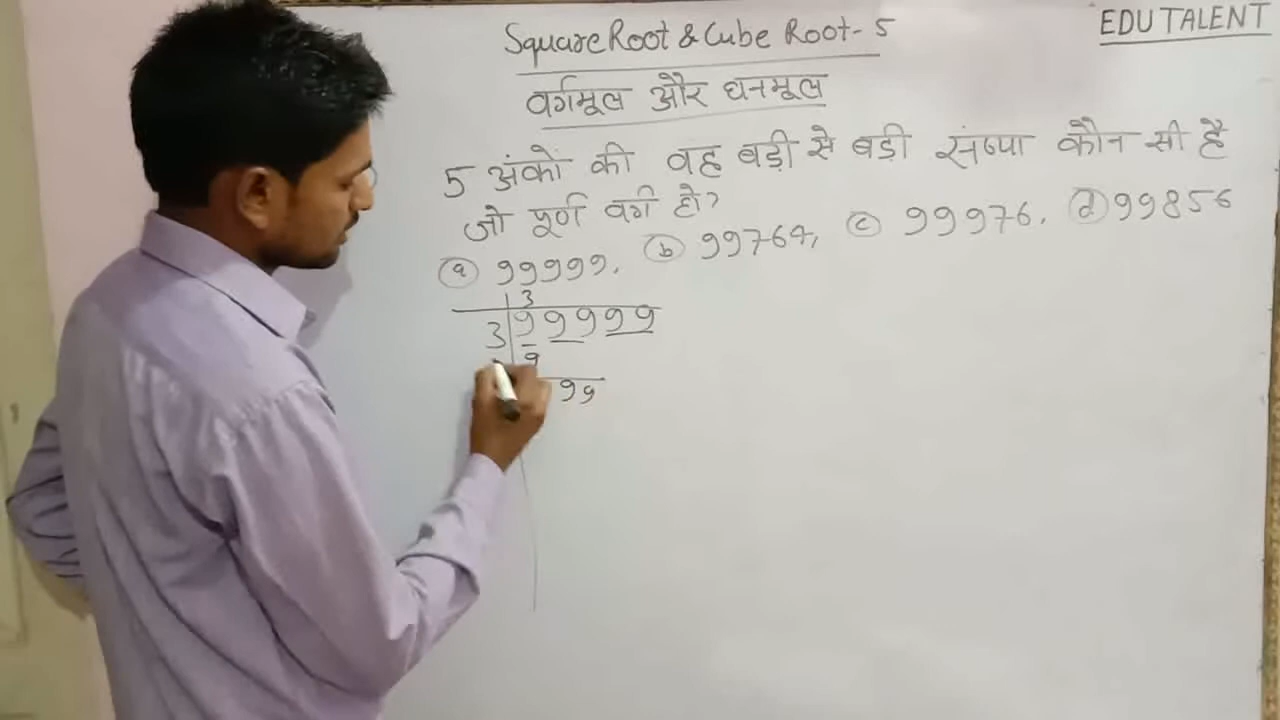 EDU TALENT
Square Root & Cube Root - 5
वर्गमूल और घनमूल
5 अंकों की वह बड़ी से बड़ी संख्या कौन सी है
जो पूर्ण वर्ग हो?
(a) 99999, (b) 99764, (c) 99976, (d) 99856
3
3 99999
9
99